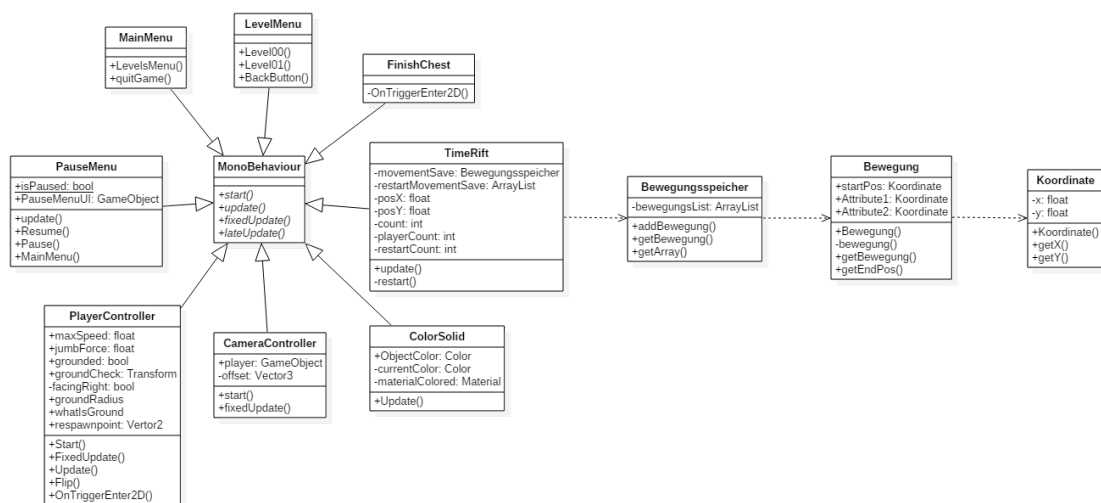 MainMenu
+LevelsMenu()
+quitGame()
LevelMenu
+Level00()
+Level01()
+BackButton()
FinishChest
-OnTriggerEnter2D()
PauseMenu
+isPaused: bool
+PauseMenuUI: GameObject
+update()
+Resume()
+Pause()
+MainMenu()
MonoBehaviour
+start()
+update()
+fixedUpdate()
+lateUpdate()
TimeRift
-movementSave: Bewegungsspeicher
-restartMovementSave: ArrayList
-posX: float
-posY: float
-count: int
-playerCount: int
-restartCount: int
+update()
-restart()
Bewegungsspeicher
-bewegungsList: ArrayList
+addBewegung()
+getBewegung()
+getArray()
Bewegung
+startPos: Koordinate
+Attribute1: Koordinate
+Attribute2: Koordinate
+Bewegung()
-bewegung()
+getBewegung()
+getEndPos()
Koordinate
-x: float
-y: float
+Koordinate()
+getX()
+getY()
PlayerController
+maxSpeed: float
+jumbForce: float
+grounded: bool
+groundCheck: Transform
-facingRight: bool
+groundRadius
+whatIsGround
+respawnpoint: Vertor2
+Start()
+FixedUpdate()
+Update()
+Flip()
+OnTriggerEnter2D()
CameraController
+player: GameObject
-offset: Vector3
+start()
+fixedUpdate()
ColorSolid
+ObjectColor: Color
-currentColor: Color
-materialColored: Material
+Update()